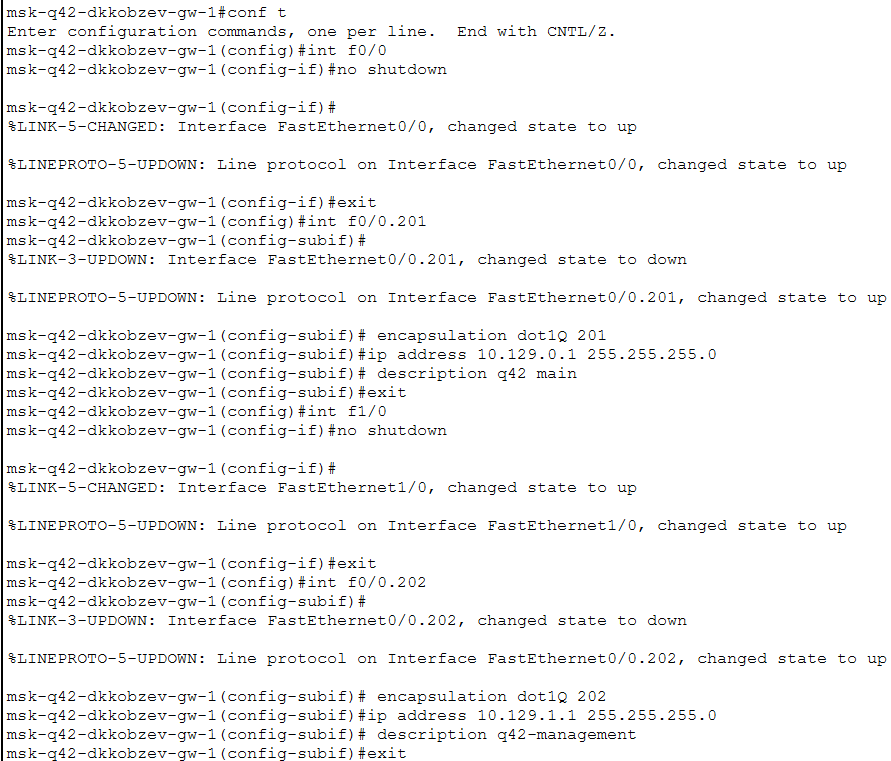 msk-q42-dkkobzev-gw-1#conf t
Enter configuration commands, one per line.  End with CNTL/Z.
msk-q42-dkkobzev-gw-1(config)#int f0/0
msk-q42-dkkobzev-gw-1(config-if)#no shutdown
msk-q42-dkkobzev-gw-1(config-if)#
%LINK-5-CHANGED: Interface FastEthernet0/0, changed state to up
%LINEPROTO-5-UPDOWN: Line protocol on Interface FastEthernet0/0, changed state to up
msk-q42-dkkobzev-gw-1(config-if)#exit
msk-q42-dkkobzev-gw-1(config)#int f0/0.201
msk-q42-dkkobzev-gw-1(config-subif)#
%LINK-3-UPDOWN: Interface FastEthernet0/0.201, changed state to down
%LINEPROTO-5-UPDOWN: Line protocol on Interface FastEthernet0/0.201, changed state to up
msk-q42-dkkobzev-gw-1(config-subif)# encapsulation dot1Q 201
msk-q42-dkkobzev-gw-1(config-subif)#ip address 10.129.0.1 255.255.255.0
msk-q42-dkkobzev-gw-1(config-subif)# description q42 main
msk-q42-dkkobzev-gw-1(config-subif)#exit
msk-q42-dkkobzev-gw-1(config)#int f1/0
msk-q42-dkkobzev-gw-1(config-if)#no shutdown
msk-q42-dkkobzev-gw-1(config-if)#
%LINK-5-CHANGED: Interface FastEthernet1/0, changed state to up
%LINEPROTO-5-UPDOWN: Line protocol on Interface FastEthernet1/0, changed state to up
msk-q42-dkkobzev-gw-1(config-if)#exit
msk-q42-dkkobzev-gw-1(config)#int f0/0.202
msk-q42-dkkobzev-gw-1(config-subif)#
%LINK-3-UPDOWN: Interface FastEthernet0/0.202, changed state to down
%LINEPROTO-5-UPDOWN: Line protocol on Interface FastEthernet0/0.202, changed state to up
msk-q42-dkkobzev-gw-1(config-subif)# encapsulation dot1Q 202
msk-q42-dkkobzev-gw-1(config-subif)#ip address 10.129.1.1 255.255.255.0
msk-q42-dkkobzev-gw-1(config-subif)# description q42-management
msk-q42-dkkobzev-gw-1(config-subif)#exit